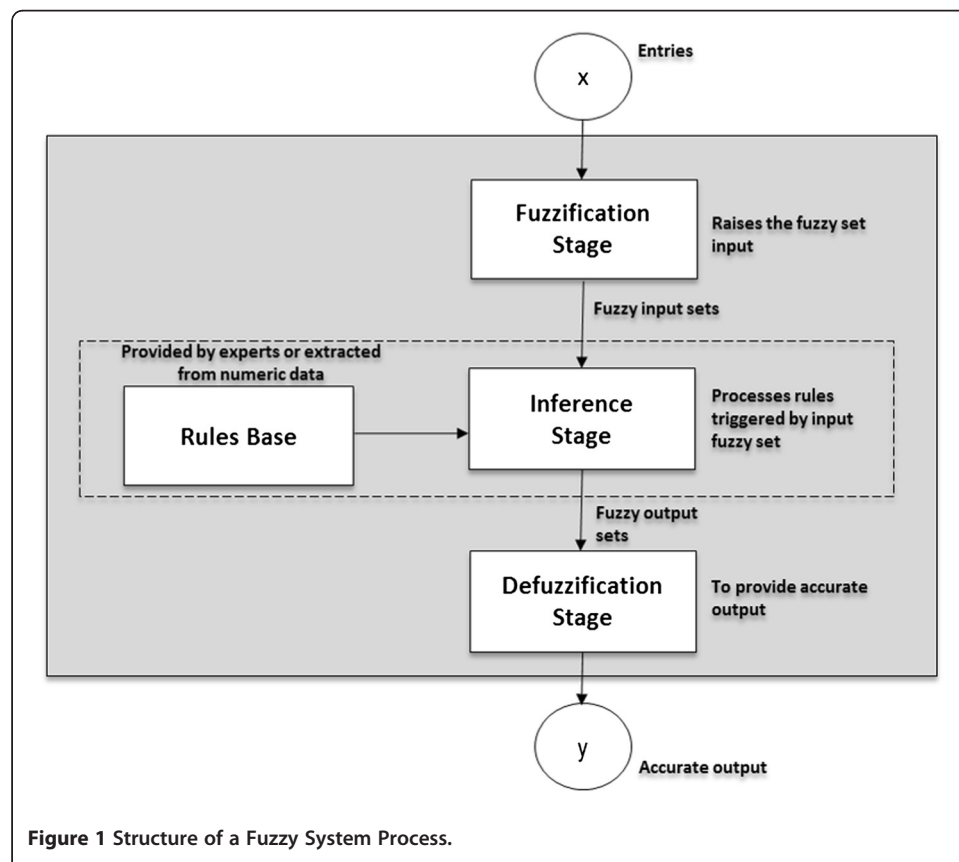 Entries
x
Fuzzification
Stage
Raises the fuzzy set
input
Fuzzy input sets
Provided by experts or extracted
from numeric data
Rules Base
Inference
Stage
Processes rules
triggered by input
fuzzy set
Fuzzy output
sets
Defuzzification
Stage
To provide accurate
output
y
Accurate output
Figure 1 Structure of a Fuzzy System Process.